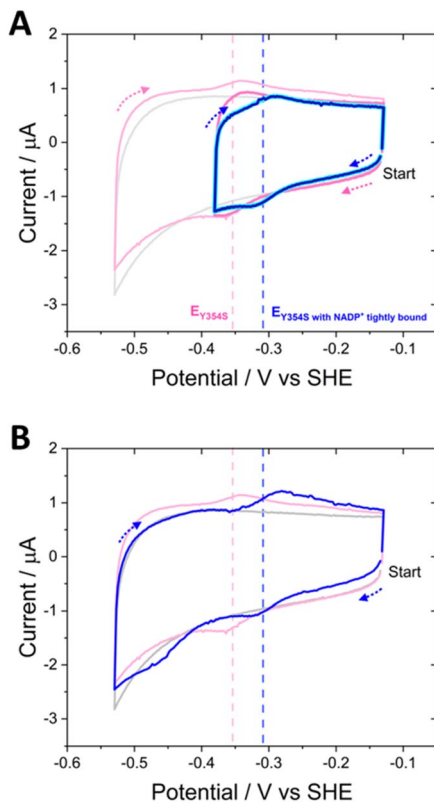 A
2
1
0
-1
-2
-3
Current / µA
Start
E Y354S
E Y354S with NADP+ tightly bound
-0.6 -0.5 -0.4 -0.3 -0.2 -0.1
Potential / V vs SHE
B
2
1
0
-1
-2
-3
Current / µA
Start
-0.6 -0.5 -0.4 -0.3 -0.2 -0.1
Potential / V vs SHE